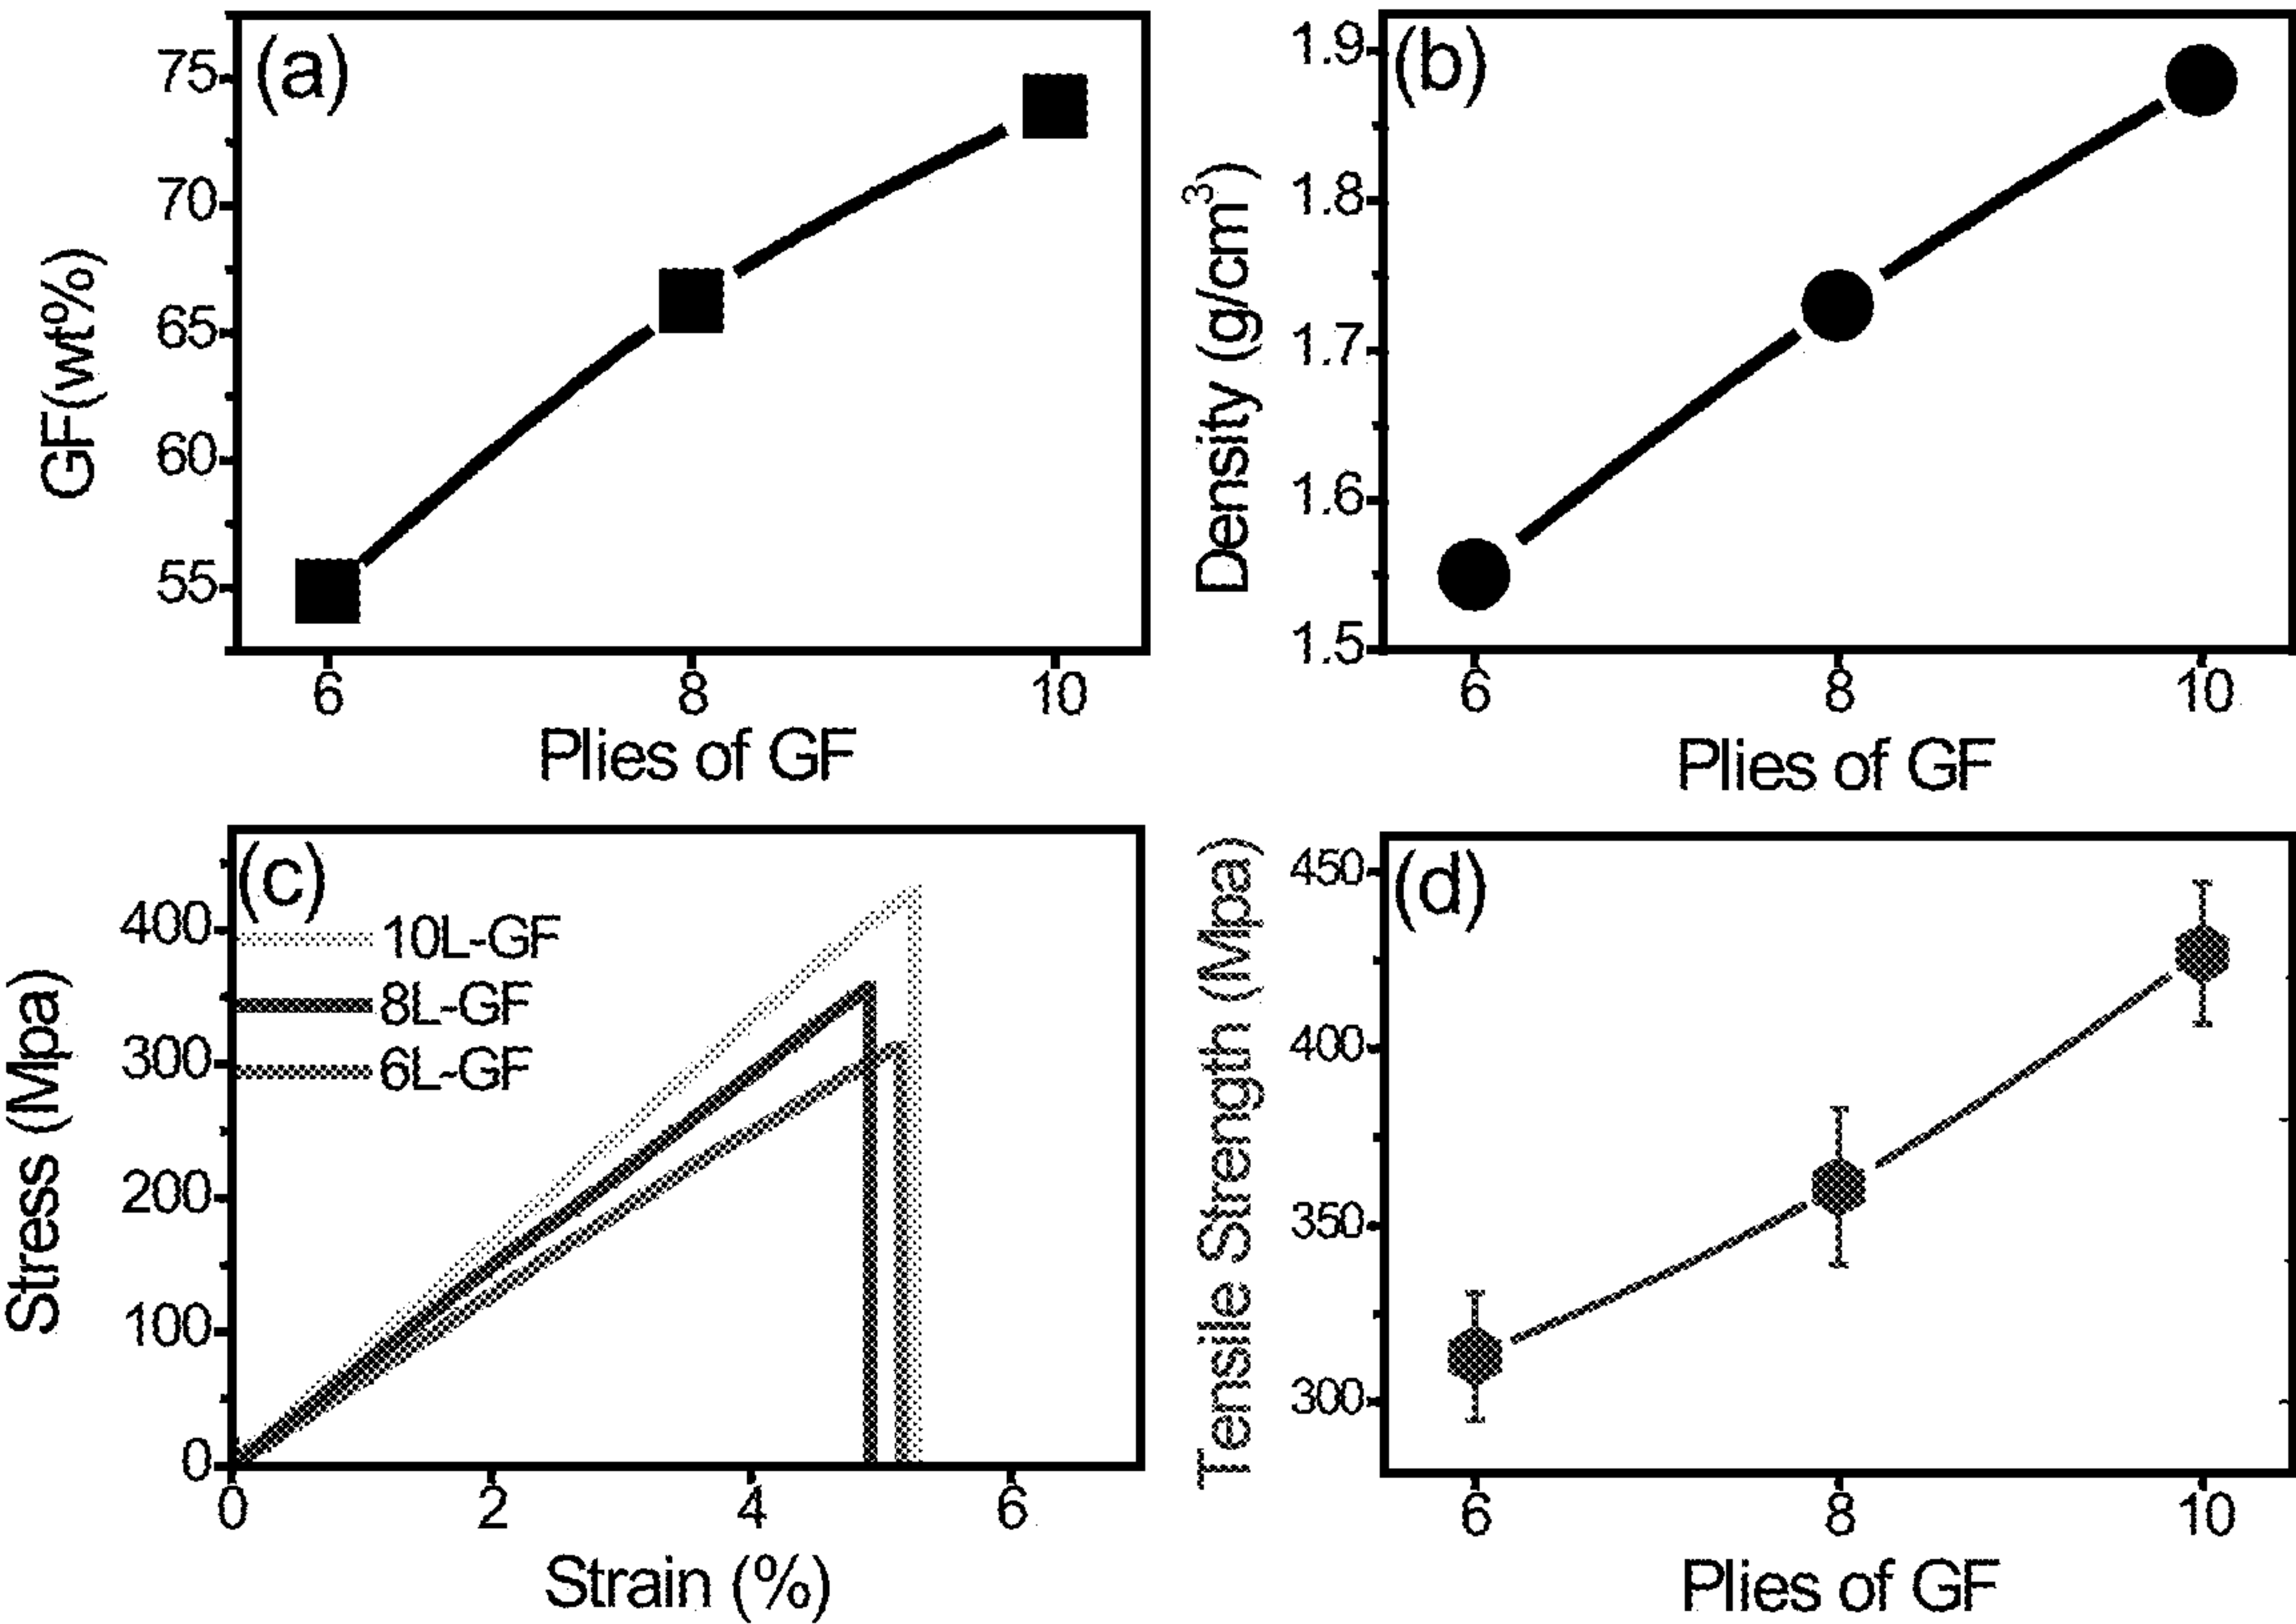 (a)
GF(wt%)
75
70
65
60
55
6 8 10
Plies of GF
(b)
Density (g/cm³)
1.9
1.8
1.7
1.6
1.5
6 8 10
Plies of GF
(c)
Stress (Mpa)
400
300
200
100
0
10L-GF
8L-GF
6L-GF
0 2 4 6
Strain (%)
(d)
Tensile Strength (Mpa)
450
400
350
300
6 8 10
Plies of GF